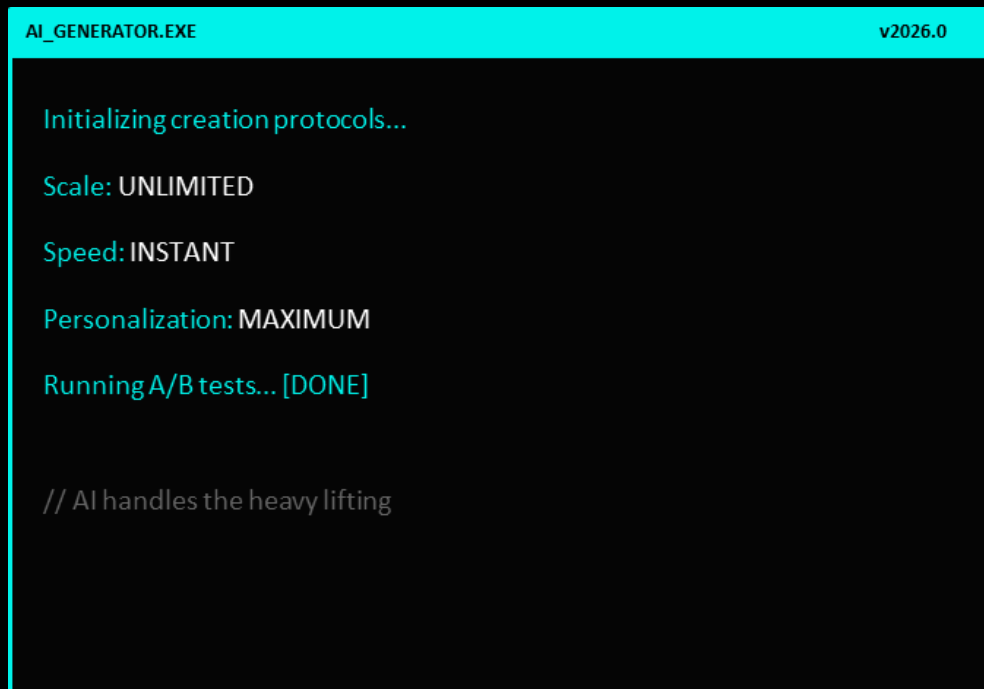 AI_GENERATOR.EXE
v2026.0
Initializing creation protocols...
Scale: UNLIMITED
Speed: INSTANT
Personalization: MAXIMUM
Running A/B tests... [DONE]
// AI handles the heavy lifting